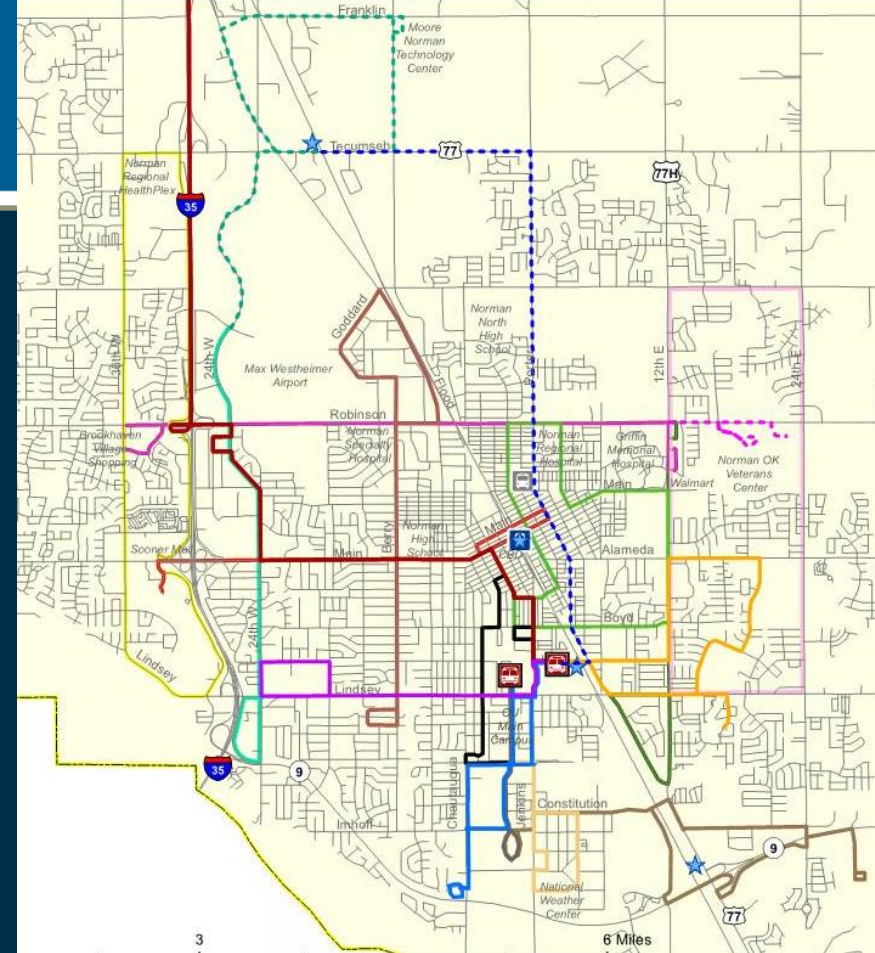 Franklin
Moore
Norman
Technology
Center
Tecumseh
77
Norman
Regional
HealthPlex
77H
35
Goddard
Norman
North
High
School
36th W
24th W
Max Westheimer
Airport
Flood
Porter
12th E
24th E
Robinson
Brookhaven
Village
Shopping
Norman
Specialty
Hospital
Norman
Regional
Hospital
Griffin
Memorial
Hospital
Norman OK
Veterans
Center
Main
Walmart
Berry
Norman
High
School
Main
Sooner Mall
Main
CBD
Alameda
24th W
Boyd
Lindsey
Lindsey
OU
Main
Campus
35
9
Chautauqua
Jenkins
Constitution
Imhoff
9
National
Weather
Center
77
3
6 Miles